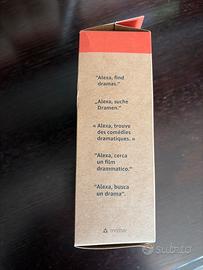 "Alexa, find
dramas."
„Alexa, suche
Dramen."
« Alexa, trouve
des comédies
dramatiques. »
"Alexa, cerca
un film
drammatico."
"Alexa, busca
un drama".
subito